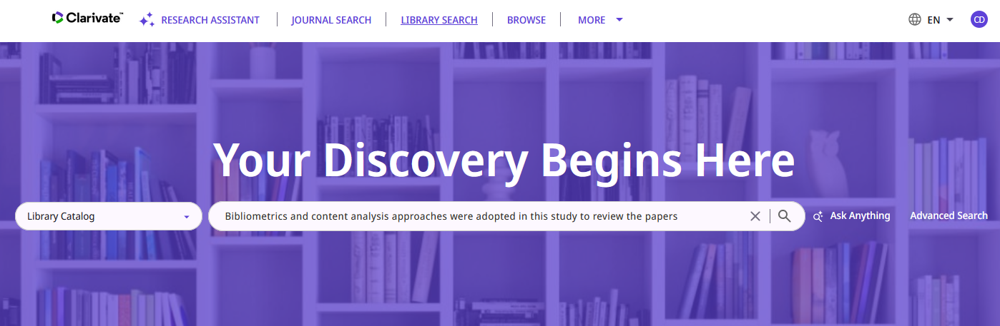 Clarivate™ RESEARCH ASSISTANT JOURNAL SEARCH LIBRARY SEARCH BROWSE MORE EN CD
Your Discovery Begins Here
Library Catalog Bibliometrics and content analysis approaches were adopted in this study to review the papers Ask Anything Advanced Search